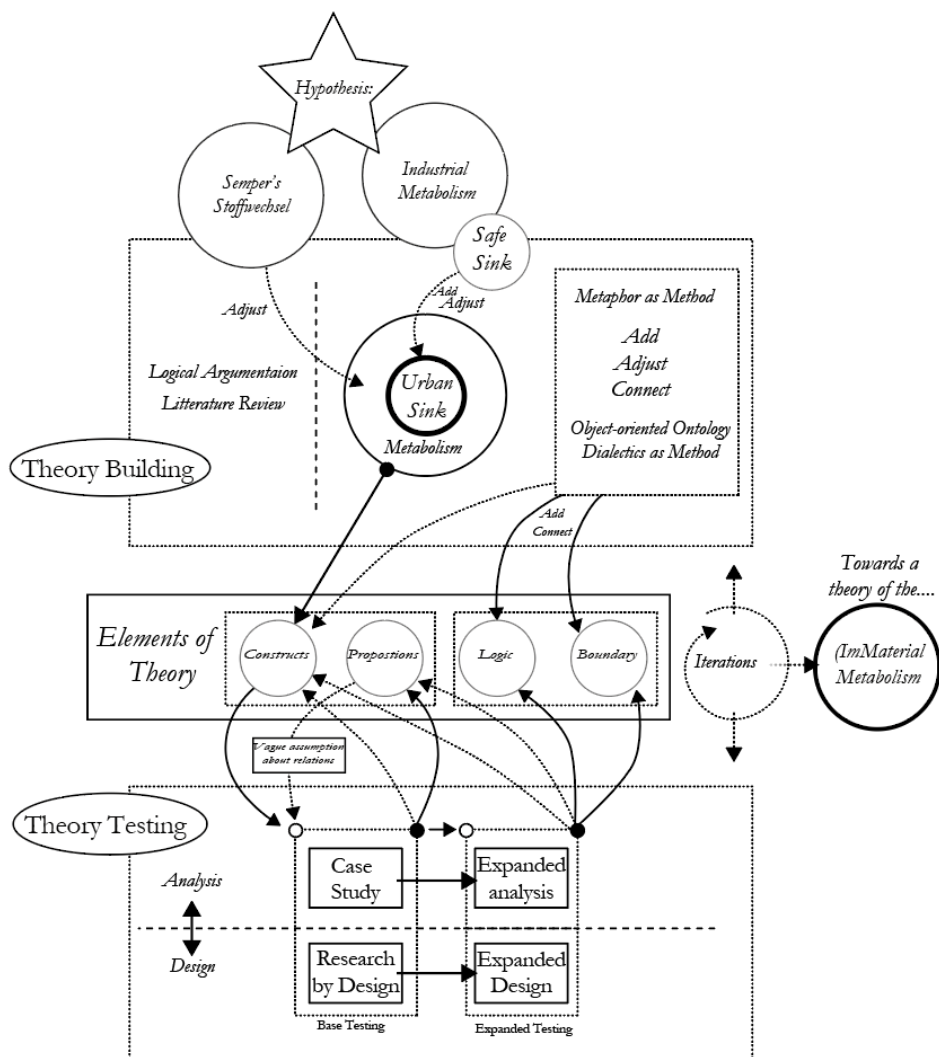 Hypothesis:
Semper's
Stoffwechsel
Industrial
Metabolism
Safe
Sink
Add
Adjust
Adjust
Metaphor as Method
Add
Adjust
Connect
Object-oriented Ontology
Dialectics as Method
Logical Argumentaion
Litterature Review
Urban
Sink
Metabolism
Theory Building
Add
Connect
Towards a
theory of the....
(ImMaterial
Metabolism
Iterations
Elements of
Theory
Constructs
Propostions
Logic
Boundary
Vague assumption
about relations
Theory Testing
Analysis
Design
Case
Study
Expanded
analysis
Research
by Design
Expanded
Design
Base Testing
Expanded Testing